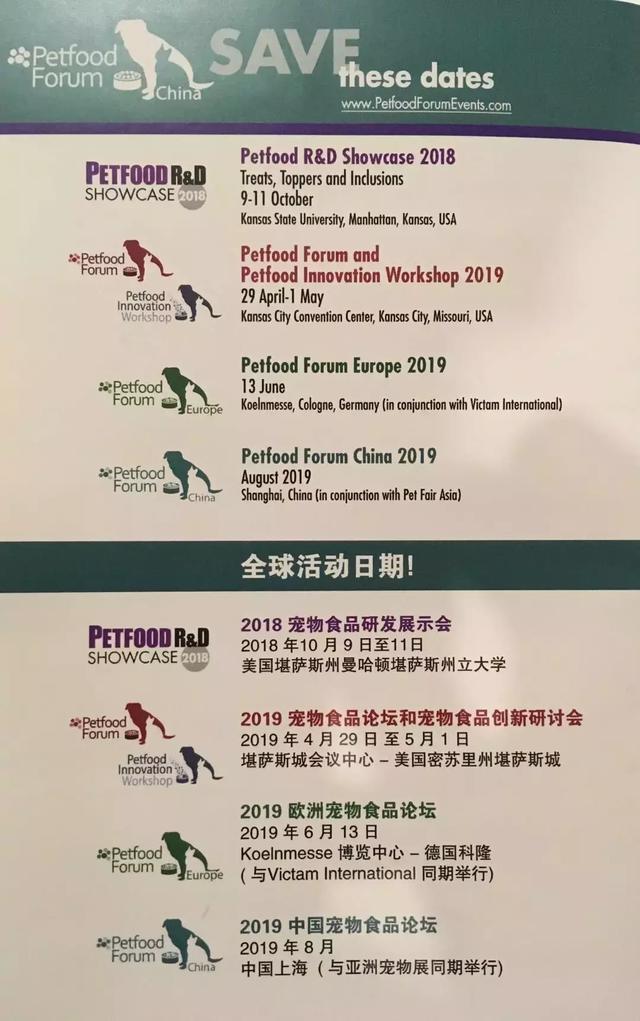 Petfood
Forum
China
SAVE
these dates
www.PetfoodForumEvents.com
PETFOOD R&D
SHOWCASE 2018
Petfood R&D Showcase 2018
Treats, Toppers and Inclusions
9-11 October
Kansas State University, Manhattan, Kansas, USA
Petfood
Forum
Petfood
Innovation
Workshop
Petfood Forum and
Petfood Innovation Workshop 2019
29 April-1 May
Kansas City Convention Center, Kansas City, Missouri, USA
Petfood
Forum
Europe
Petfood Forum Europe 2019
13 June
Koelnmesse, Cologne, Germany (in conjunction with Victam International)
Petfood
Forum
China
Petfood Forum China 2019
August 2019
Shanghai, China (in conjunction with Pet Fair Asia)
全球活动日期!
PETFOOD R&D
SHOWCASE 2018
2018 宠物食品研发展示会
2018 年10 月 9 日至11日
美国堪萨斯州曼哈顿堪萨斯州立大学
Petfood
Forum
Petfood
Innovation
Workshop
2019 宠物食品论坛和宠物食品创新研讨会
2019 年 4 月 29 日 至 5 月 1 日
堪萨斯城会议中心 – 美国密苏里州堪萨斯城
Petfood
Forum
Europe
2019 欧洲宠物食品论坛
2019 年 6 月 13 日
Koelnmesse 博览中心 – 德国科隆
( 与Victam International 同期举行)
Petfood
Forum
China
2019 中国宠物食品论坛
2019 年 8 月
中国上海 ( 与亚洲宠物展同期举行)